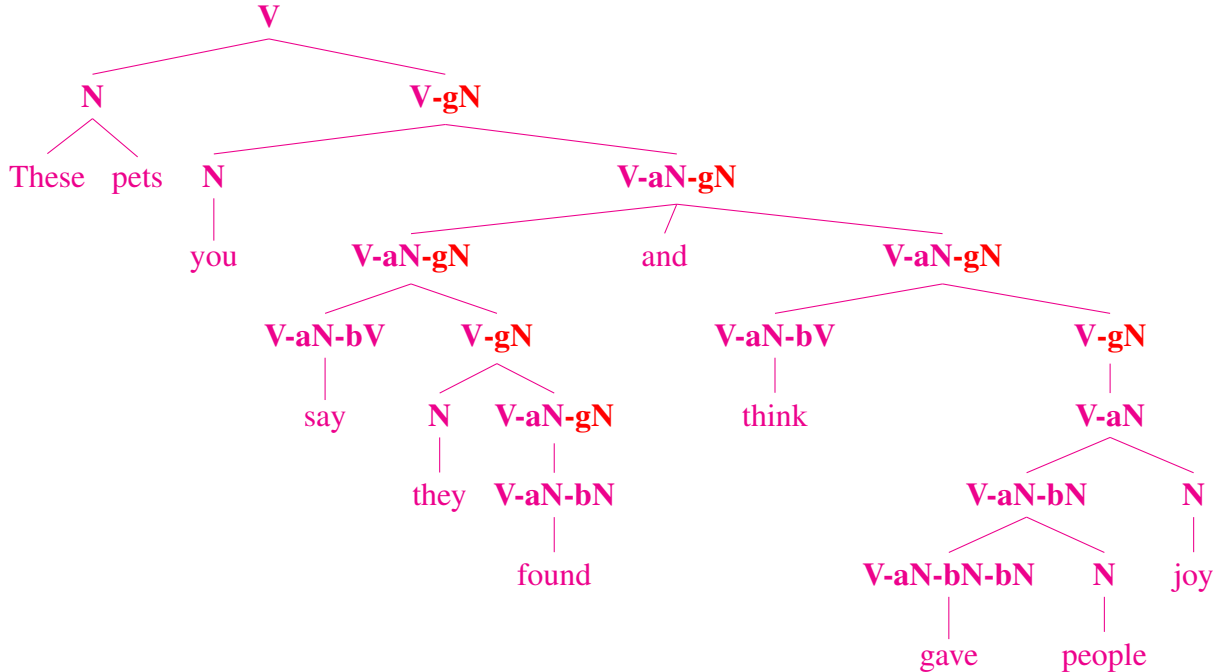 V
N V-gN
These pets N V-aN-gN
you V-aN-gN and V-aN-gN
V-aN-bV V-gN V-aN-bV V-gN
say N V-aN-gN think V-aN
they V-aN-bN V-aN-bN N
found V-aN-bN-bN N joy
gave people